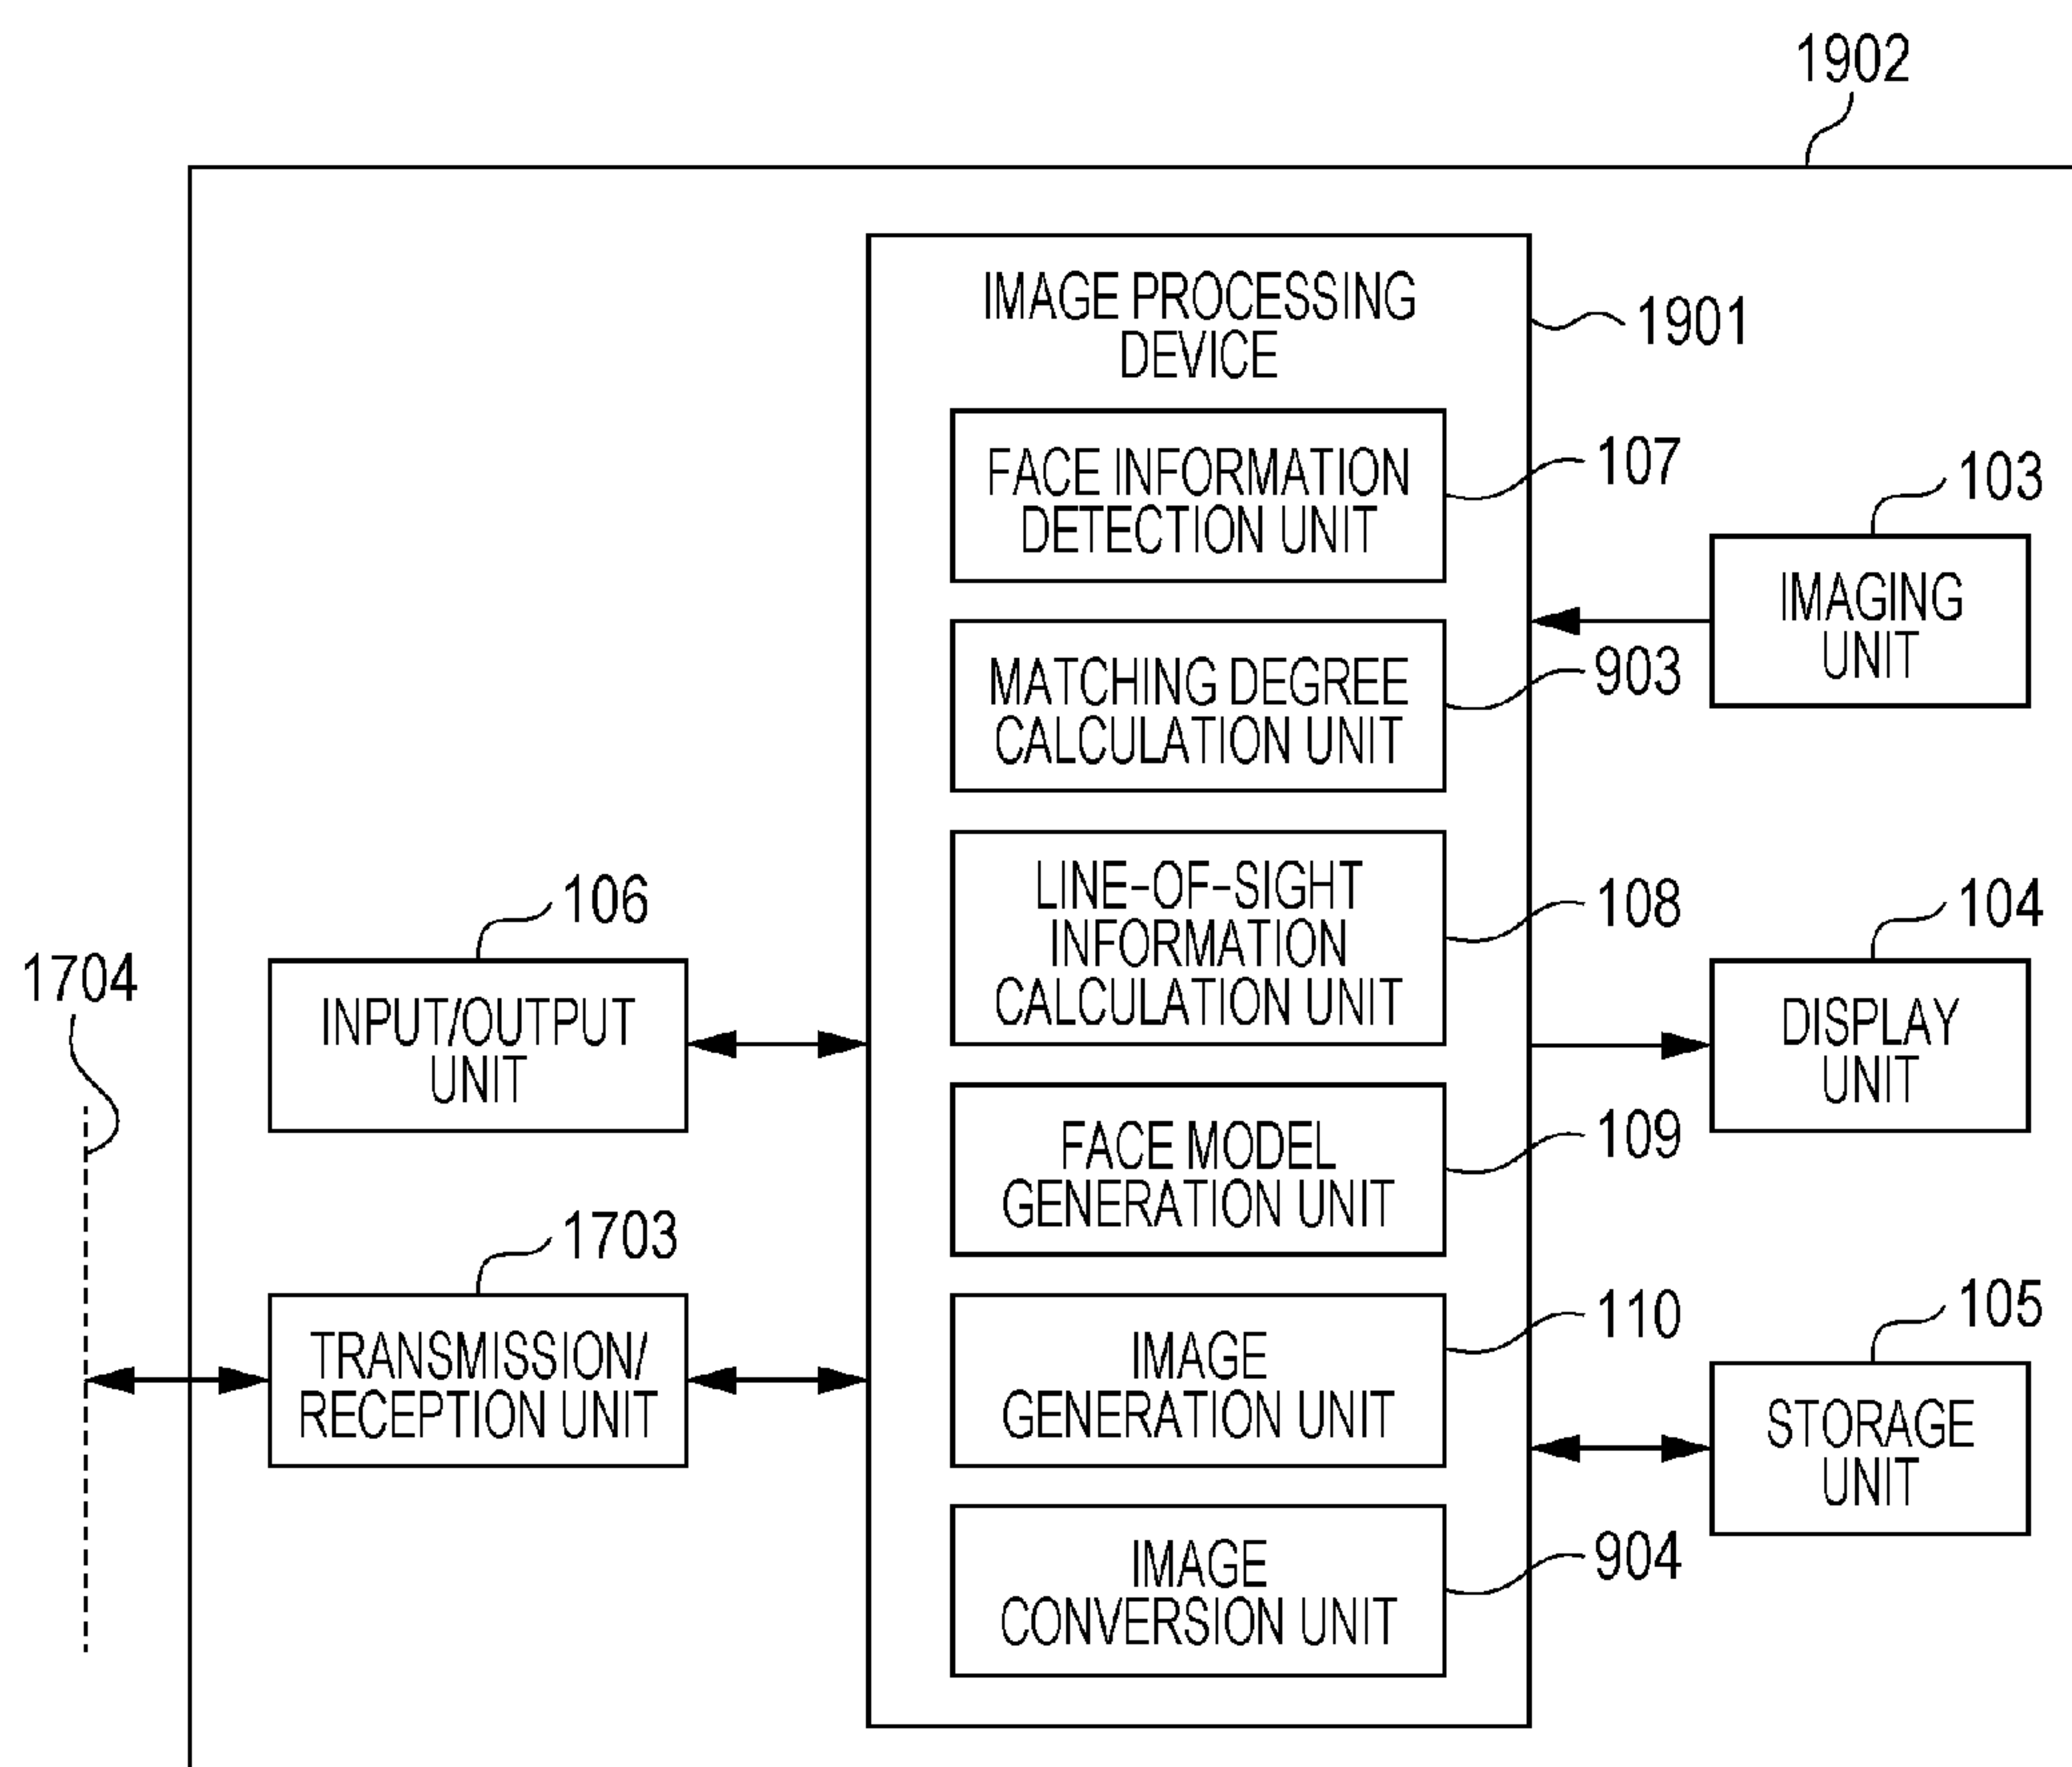 1902
IMAGE PROCESSING
DEVICE
1901
FACE INFORMATION
DETECTION UNIT
107
103
IMAGING
UNIT
MATCHING DEGREE
CALCULATION UNIT
903
LINE-OF-SIGHT
INFORMATION
CALCULATION UNIT
108
106
INPUT/OUTPUT
UNIT
1704
104
DISPLAY
UNIT
FACE MODEL
GENERATION UNIT
109
1703
TRANSMISSION/
RECEPTION UNIT
IMAGE
GENERATION UNIT
110
105
STORAGE
UNIT
IMAGE
CONVERSION UNIT
904